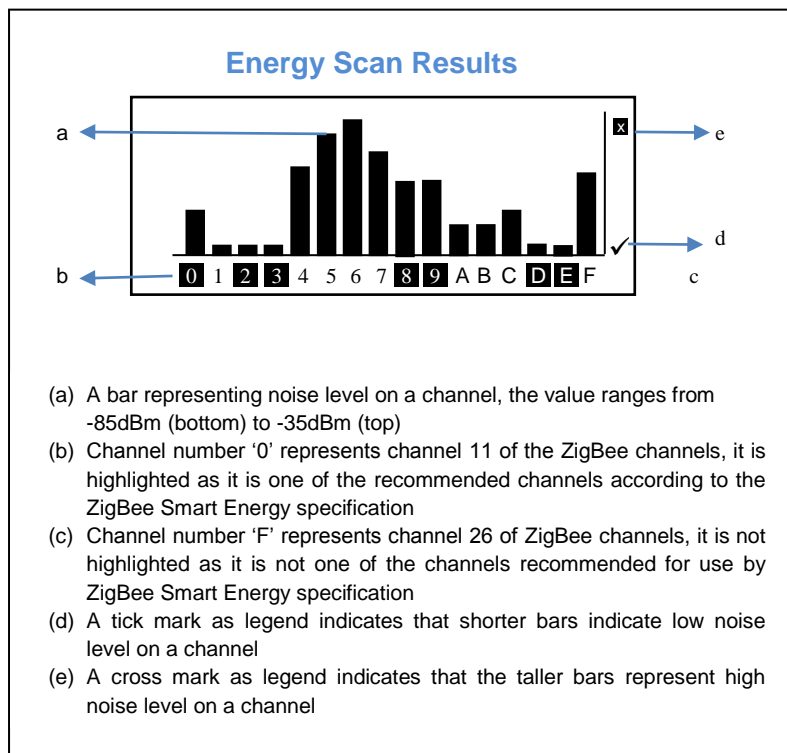 Energy Scan Results
a
x
e
✓
d
b
0 1 2 3 4 5 6 7 8 9 A B C D E F
c
(a) A bar representing noise level on a channel, the value ranges from
-85dBm (bottom) to -35dBm (top)
(b) Channel number ‘0’ represents channel 11 of the ZigBee channels, it is
highlighted as it is one of the recommended channels according to the
ZigBee Smart Energy specification
(c) Channel number ‘F’ represents channel 26 of ZigBee channels, it is not
highlighted as it is not one of the channels recommended for use by
ZigBee Smart Energy specification
(d) A tick mark as legend indicates that shorter bars indicate low noise
level on a channel
(e) A cross mark as legend indicates that the taller bars represent high
noise level on a channel